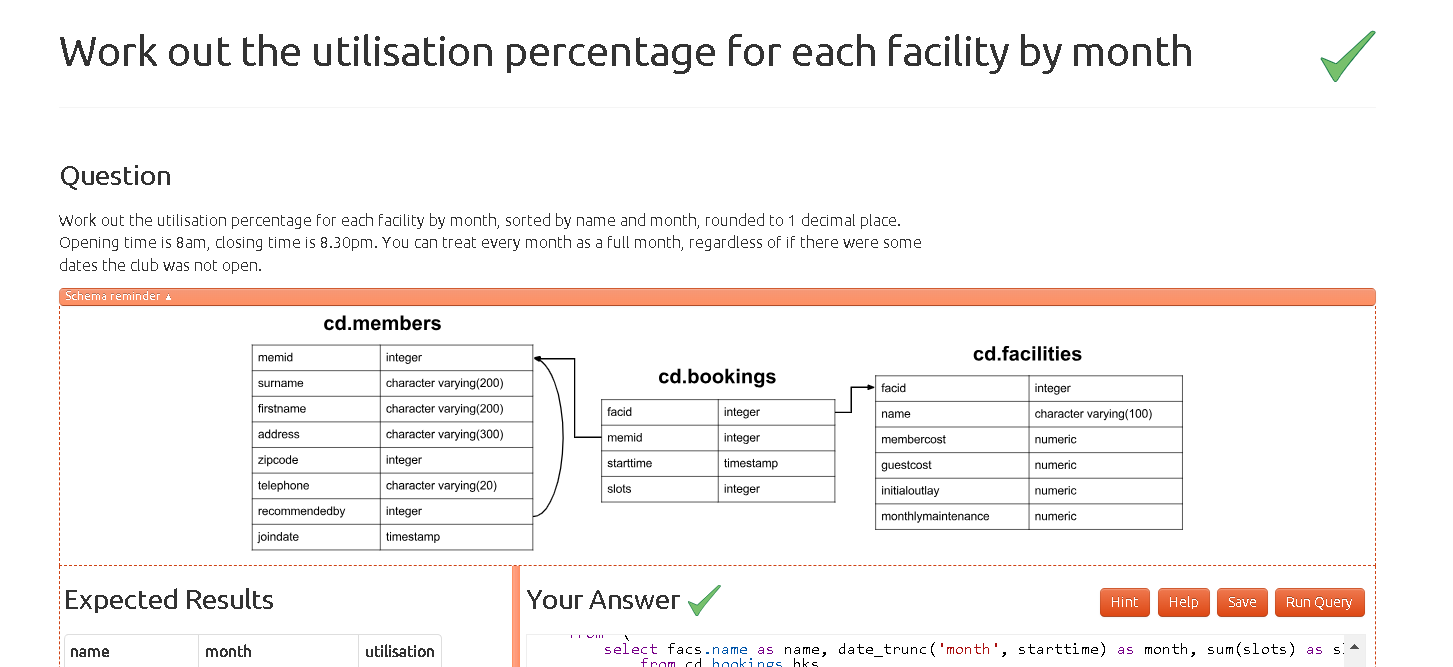 Work out the utilisation percentage for each facility by month
Question
Work out the utilisation percentage for each facility by month, sorted by name and month, rounded to 1 decimal place.
Opening time is 8am, closing time is 8.30pm. You can treat every month as a full month, regardless of if there were some
dates the club was not open.
Schema reminder ▲
cd.members
memid integer
surname character varying(200)
firstname character varying(200)
address character varying(300)
zipcode integer
telephone character varying(20)
recommendedby integer
joindate timestamp
cd.bookings
facid integer
memid integer
starttime timestamp
slots integer
cd.facilities
facid integer
name character varying(100)
membercost numeric
guestcost numeric
initialoutlay numeric
monthlymaintenance numeric
Expected Results
name month utilisation
Your Answer
Hint Help Save Run Query
select facs.name as name, date_trunc('month', starttime) as month, sum(slots) as
from cd.bookings bks